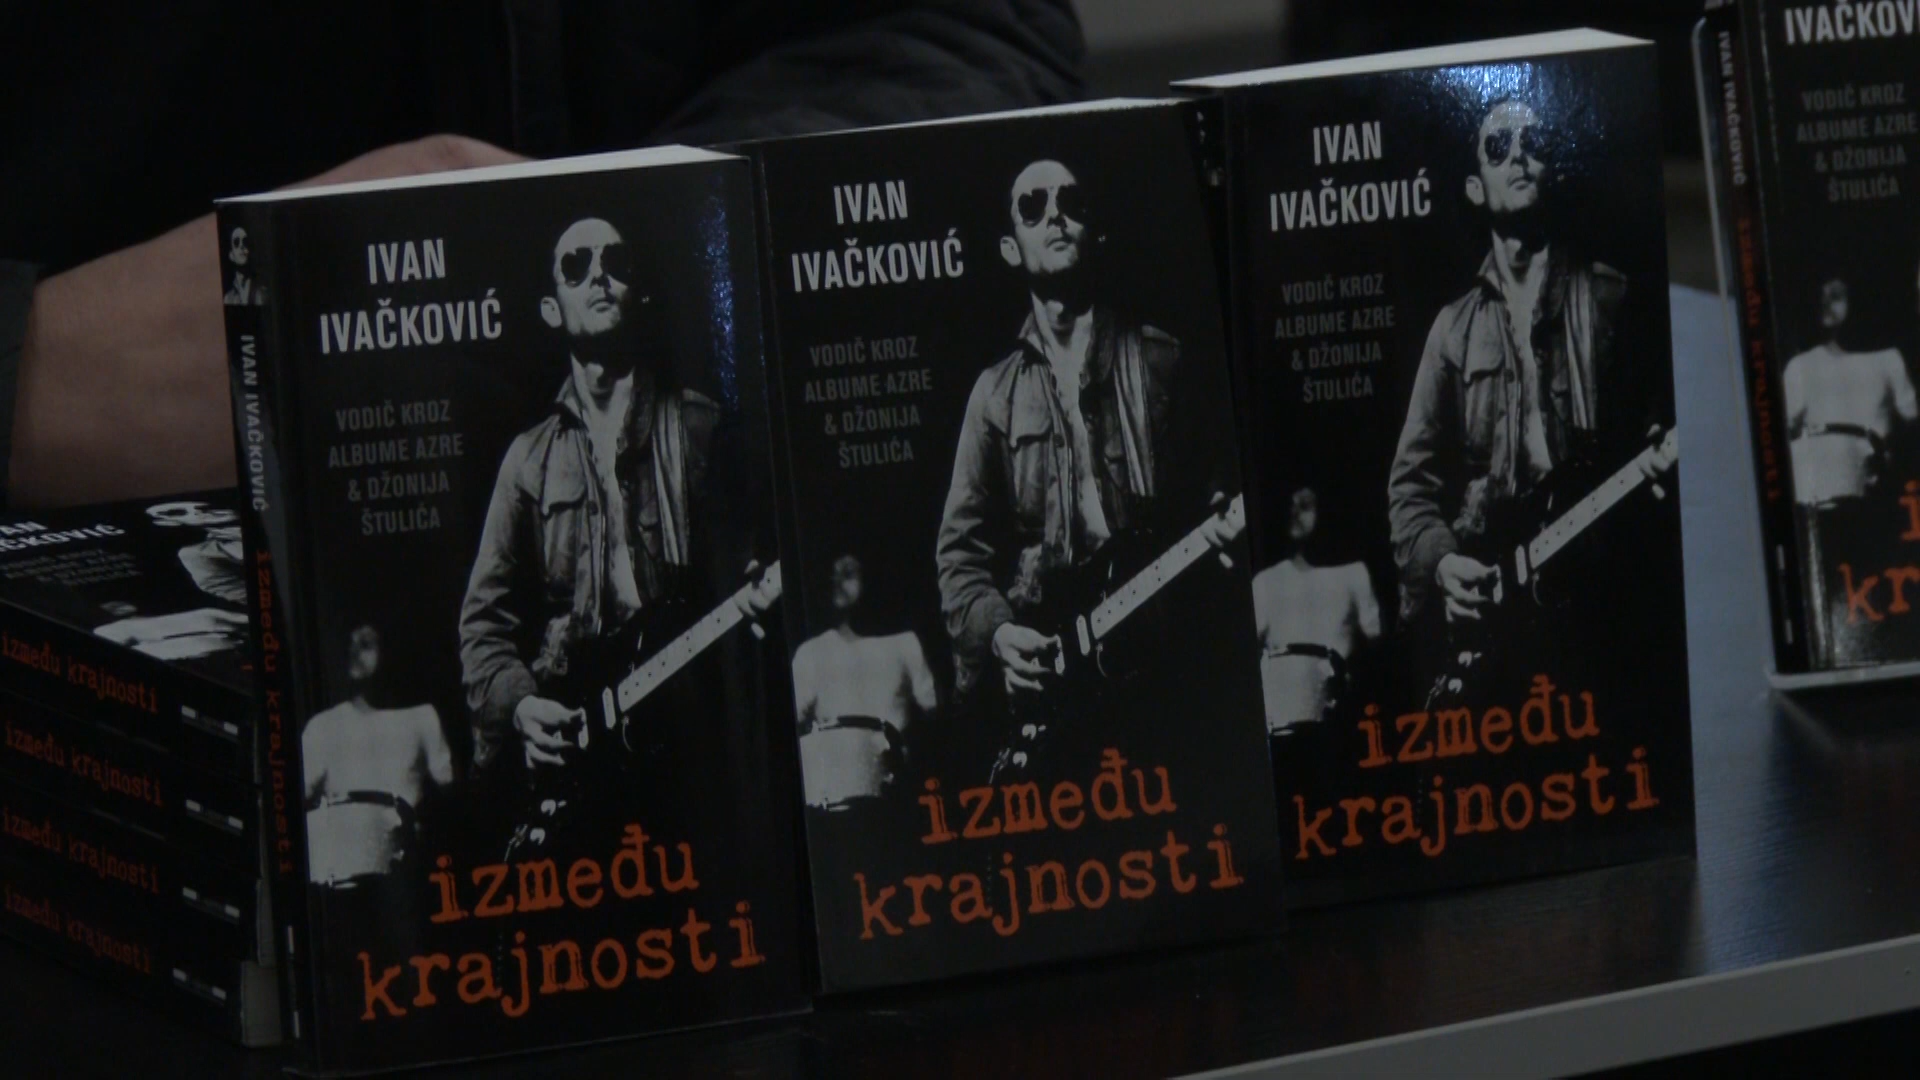 IVAN
IVAČKOVIĆ
VODIČ KROZ
ALBUME AZRE
& DŽONIJA
ŠTULIĆA
između
krajnosti
IVAN IVAČKOVIĆ
između krajnosti
IVAN
IVAČKOVIĆ
VODIČ KROZ
ALBUME AZRE
& DŽONIJA
ŠTULIĆA
između
krajnosti
IVAN
IVAČKOVIĆ
VODIČ KROZ
ALBUME AZRE
& DŽONIJA
ŠTULIĆA
između
krajnosti
IVAN IVAČKOVIĆ
između krajnosti
VODIČ KROZ
ALBUME AZRE
& DŽONIJA
ŠTULIĆA
između krajnosti
između krajnosti
između krajnosti
između krajnosti